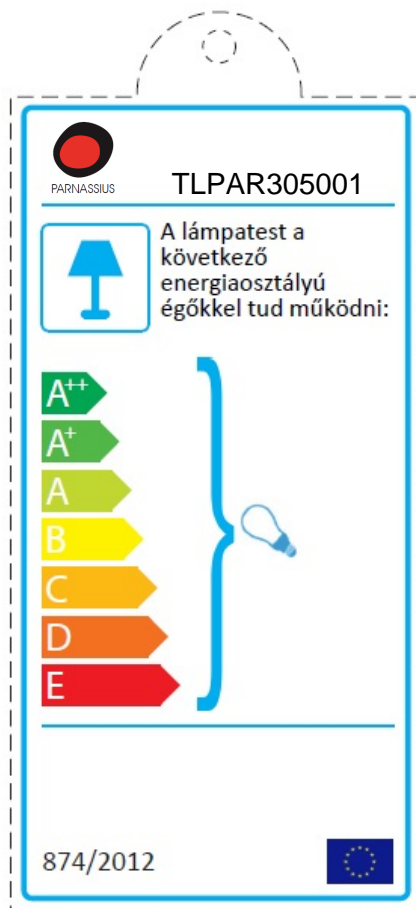 PARNASSIUS
TLPAR305001
A lámpatest a
következő
energiaosztályú
égőkkel tud működni:
A++
A+
A
B
C
D
E
874/2012